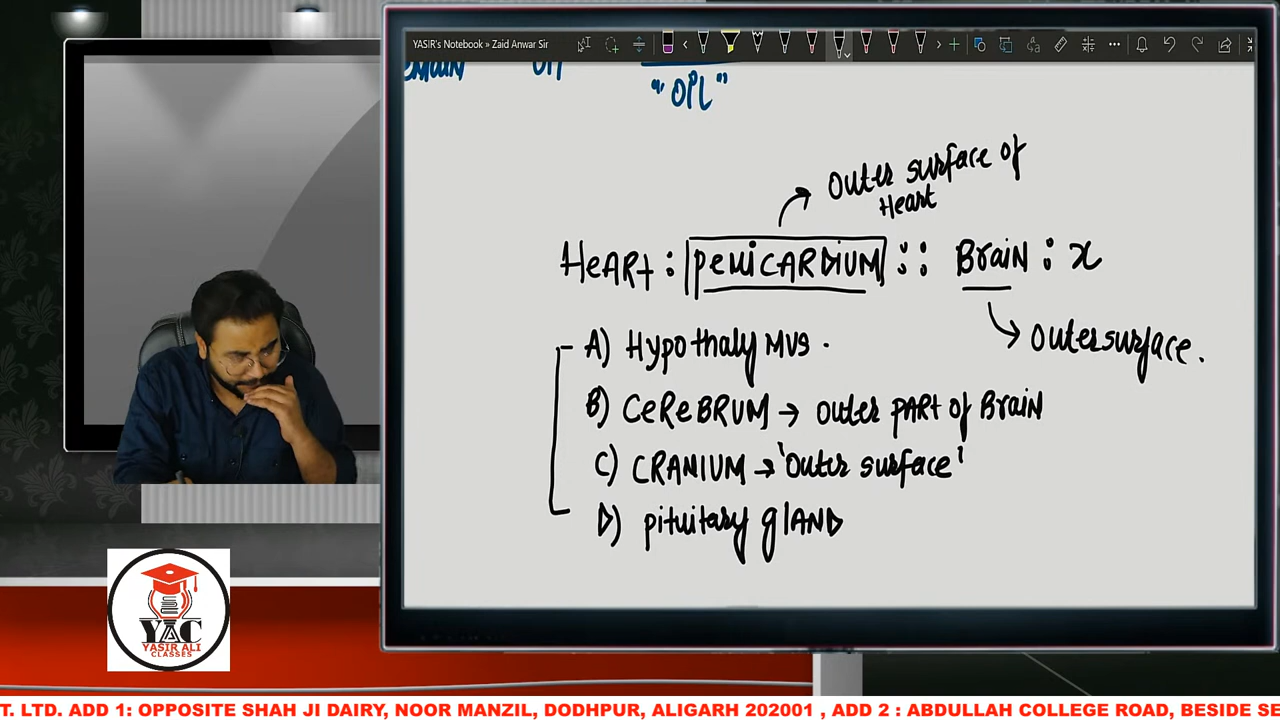 YASIR's Notebook » Zaid Anwar Sir
on
"OPL"
Outer surface of
Heart
HeARt : PeRiCARDIUM :: BraiN : x
Outersurface.
A) HypothalyMUS
B) CeReBRUM → outer PARt of BraiN
C) CRANIUM → 'Outer surface'
D) pituitary glAND
YAC
YASIR ALI
CLASSES
T. LTD. ADD 1: OPPOSITE SHAH JI DAIRY, NOOR MANZIL, DODHPUR, ALIGARH 202001 , ADD 2 : ABDULLAH COLLEGE ROAD, BESIDE SE